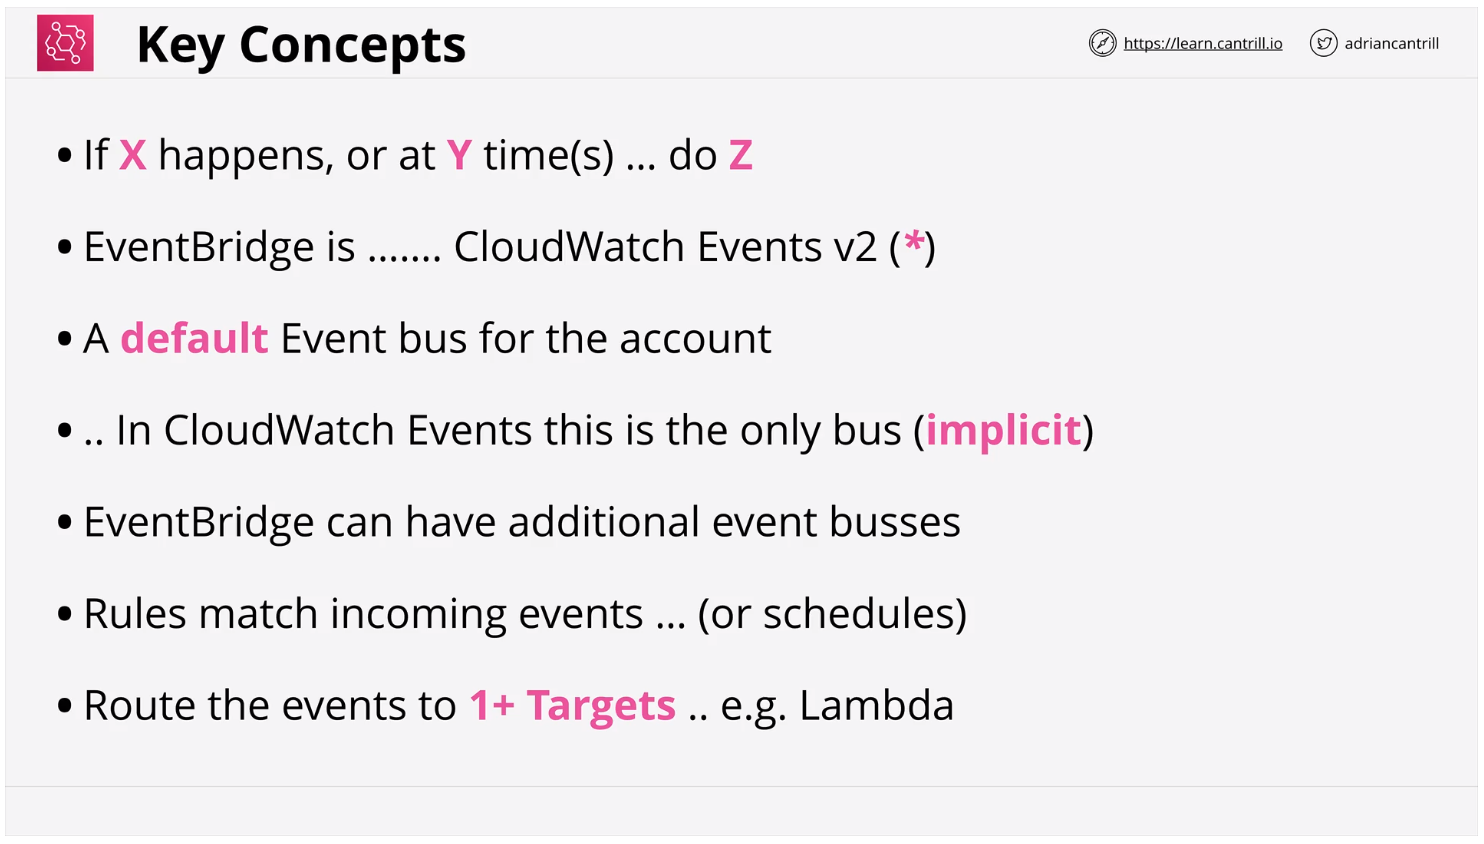 Key Concepts
https://learn.cantrill.io
adriancantrill
• If X happens, or at Y time(s) ... do Z
• EventBridge is ....... CloudWatch Events v2 (*)
• A default Event bus for the account
• .. In CloudWatch Events this is the only bus (implicit)
• EventBridge can have additional event busses
• Rules match incoming events ... (or schedules)
• Route the events to 1+ Targets .. e.g. Lambda